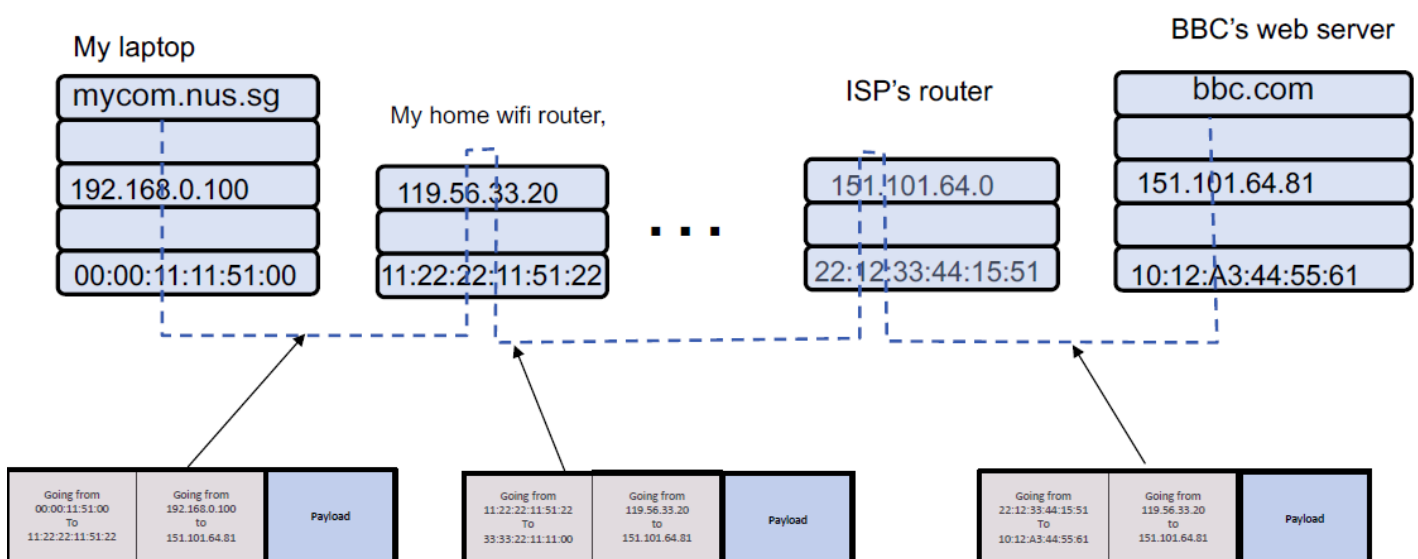 My laptop
mycom.nus.sg
192.168.0.100
00:00:11:11:51:00
My home wifi router,
119.56.33.20
11:22:22:11:51:22
. . .
ISP's router
151.101.64.0
22:12:33:44:15:51
BBC's web server
bbc.com
151.101.64.81
10:12:A3:44:55:61
Going from
00:00:11:51:00
To
11:22:22:11:51:22
Going from
192.168.0.100
to
151.101.64.81
Payload
Going from
11:22:22:11:51:22
To
33:33:22:11:11:00
Going from
119.56.33.20
to
151.101.64.81
Payload
Going from
22:12:33:44:15:51
To
10:12:A3:44:55:61
Going from
119.56.33.20
to
151.101.64.81
Payload